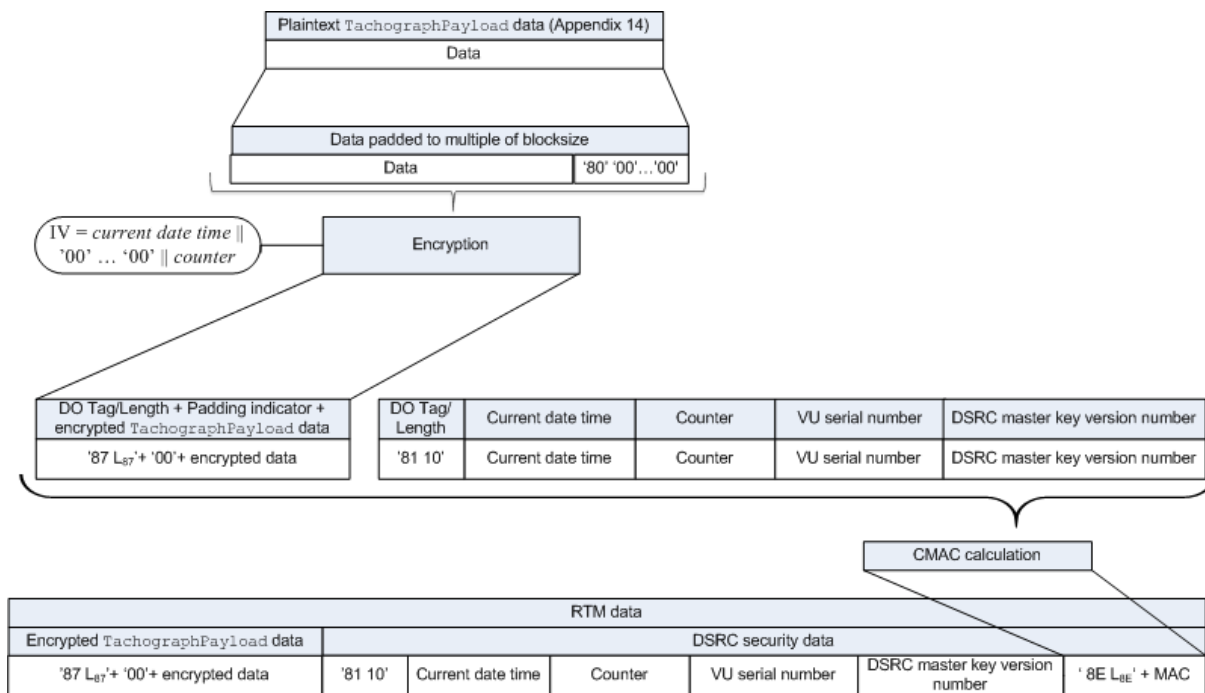 Plaintext TachographPayload data (Appendix 14)
Data
Data padded to multiple of blocksize
Data
'80' '00'...'00'
IV = current date time ||
'00' … '00' || counter
Encryption
DO Tag/Length + Padding indicator +
encrypted TachographPayload data
DO Tag/
Length
Current date time
Counter
VU serial number
DSRC master key version number
'87 L₈₇'+ '00'+ encrypted data
'81 10'
Current date time
Counter
VU serial number
DSRC master key version number
CMAC calculation
RTM data
Encrypted TachographPayload data
DSRC security data
'87 L₈₇'+ '00'+ encrypted data
'81 10'
Current date time
Counter
VU serial number
DSRC master key version
number
' 8E L₈E' + MAC